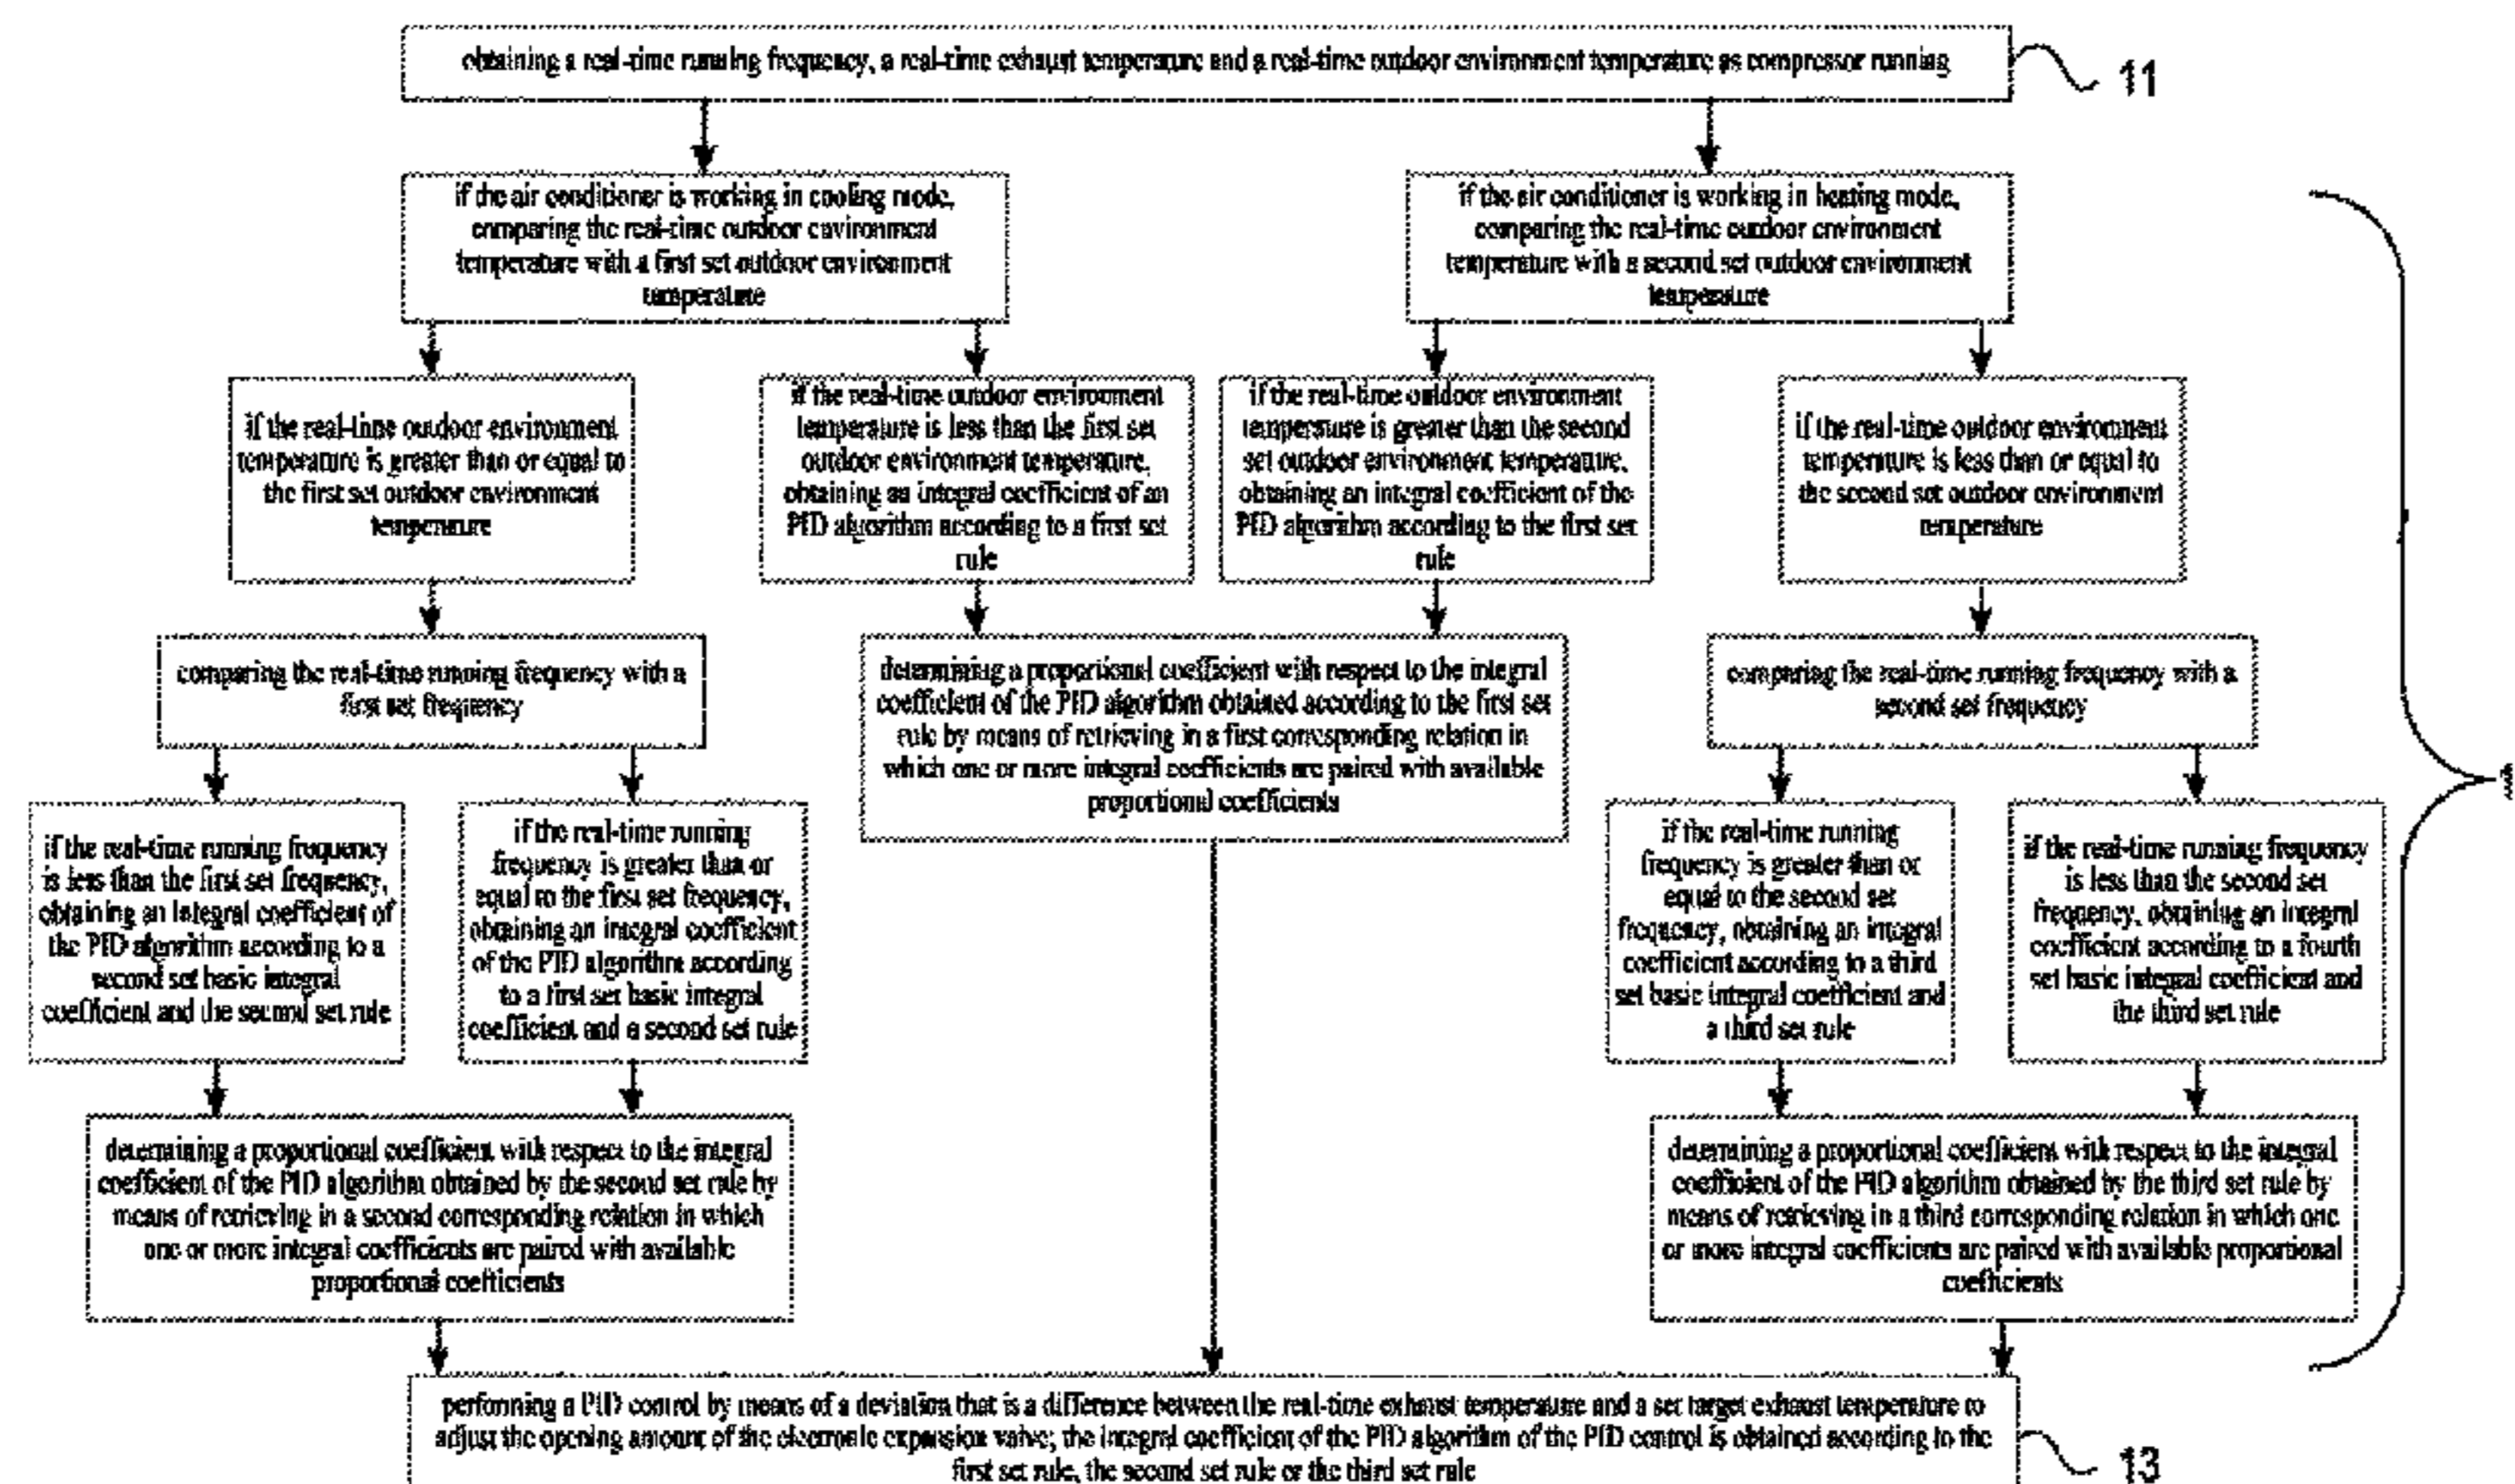 obtaining a real-time running frequency, a real-time exhaust temperature and a real-time outdoor environment temperature as compressor running
11
if the air conditioner is working in cooling mode,
comparing the real-time outdoor environment
temperature with a first set outdoor environment
temperature
if the air conditioner is working in heating mode,
comparing the real-time outdoor environment
temperature with a second set outdoor environment
temperature
if the real-time outdoor environment
temperature is greater than or equal to
the first set outdoor environment
temperature
if the real-time outdoor environment
temperature is less than the first set
outdoor environment temperature,
obtaining an integral coefficient of an
PID algorithm according to a first set
rule
if the real-time outdoor environment
temperature is greater than the second
set outdoor environment temperature,
obtaining an integral coefficient of the
PID algorithm according to the first set
rule
if the real-time outdoor environment
temperature is less than or equal to
the second set outdoor environment
temperature
comparing the real-time running frequency with a
first set frequency
determining a proportional coefficient with respect to the integral
coefficient of the PID algorithm obtained according to the first set
rule by means of retrieving in a first corresponding relation in
which one or more integral coefficients are paired with available
proportional coefficients
comparing the real-time running frequency with a
second set frequency
if the real-time running frequency
is less than the first set frequency,
obtaining an integral coefficient of
the PID algorithm according to a
second set basic integral
coefficient and the second set rule
if the real-time running
frequency is greater than or
equal to the first set frequency,
obtaining an integral coefficient
of the PID algorithm according
to a first set basic integral
coefficient and a second set rule
if the real-time running
frequency is greater than or
equal to the second set
frequency, obtaining an integral
coefficient according to a third
set basic integral coefficient and
a third set rule
if the real-time running frequency
is less than the second set
frequency, obtaining an integral
coefficient according to a fourth
set basic integral coefficient and
the third set rule
determining a proportional coefficient with respect to the integral
coefficient of the PID algorithm obtained by the second set rule by
means of retrieving in a second corresponding relation in which
one or more integral coefficients are paired with available
proportional coefficients
determining a proportional coefficient with respect to the integral
coefficient of the PID algorithm obtained by the third set rule by
means of retrieving in a third corresponding relation in which one
or more integral coefficients are paired with available proportional
coefficients
performing a PID control by means of a deviation that is a difference between the real-time exhaust temperature and a set target exhaust temperature to
adjust the opening amount of the electronic expansion valve; the integral coefficient of the PID algorithm of the PID control is obtained according to the
first set rule, the second set rule or the third set rule
13